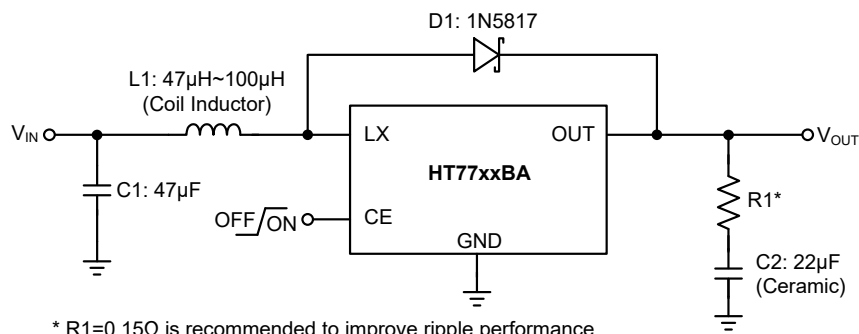 D1: 1N5817
L1: 47µH~100µH
(Coil Inductor)
VIN
LX
OUT
VOUT
HT77xxBA
C1: 47µF
R1*
OFF/ON
CE
GND
C2: 22µF
(Ceramic)
* R1=0.15Ω is recommended to improve ripple performance